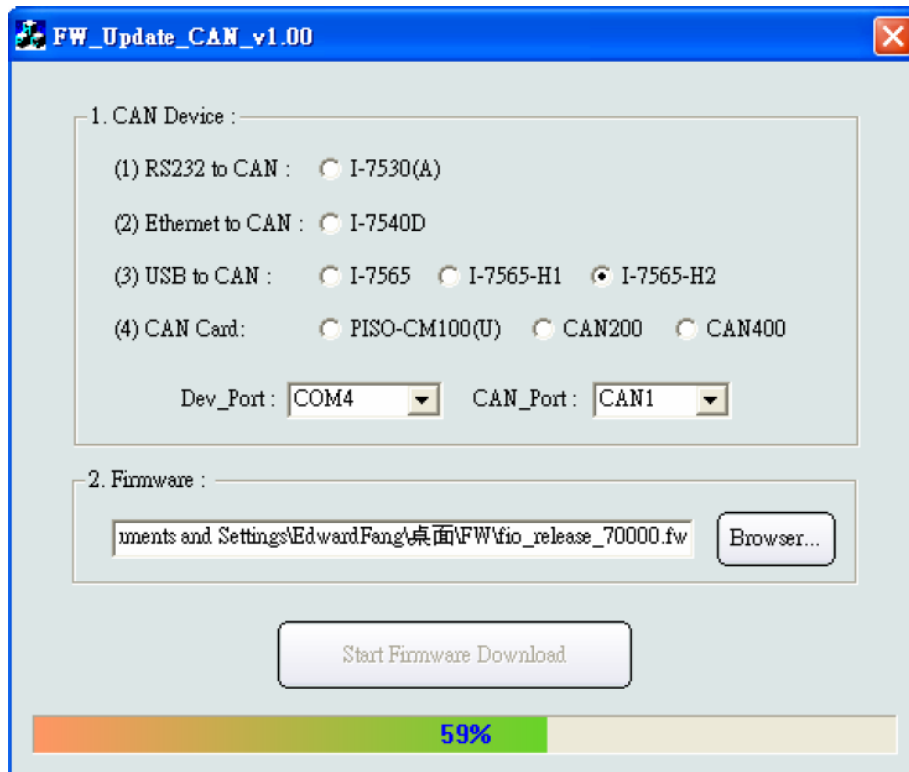 FW_Update_CAN_v1.00
1. CAN Device :
(1) RS232 to CAN : I-7530(A)
(2) Ethernet to CAN : I-7540D
(3) USB to CAN : I-7565 I-7565-H1 I-7565-H2
(4) CAN Card: PISO-CM100(U) CAN200 CAN400
Dev_Port : COM4 CAN_Port : CAN1
2. Firmware :
uments and Settings\EdwardFang\桌面\FW\fio_release_70000.fw Browser...
Start Firmware Download
59%